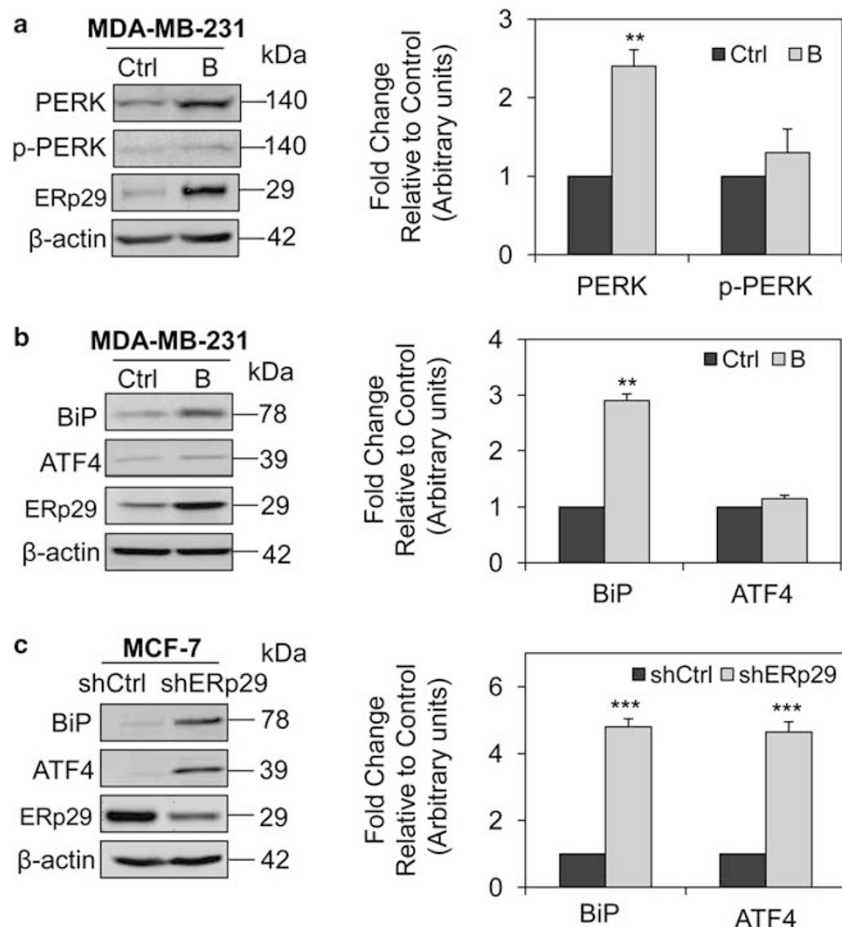 a
MDA-MB-231
Ctrl B kDa
PERK 140
p-PERK 140
ERp29 29
β-actin 42
Fold Change
Relative to Control
(Arbitrary units)
3
2
1
0
**
Ctrl B
PERK p-PERK
b
MDA-MB-231
Ctrl B kDa
BiP 78
ATF4 39
ERp29 29
β-actin 42
Fold Change
Relative to Control
(Arbitrary units)
4
3
2
1
0
**
Ctrl B
BiP ATF4
c
MCF-7
shCtrl shERp29 kDa
BiP 78
ATF4 39
ERp29 29
β-actin 42
Fold Change
Relative to Control
(Arbitrary units)
6
4
2
0
*** ***
shCtrl shERp29
BiP ATF4